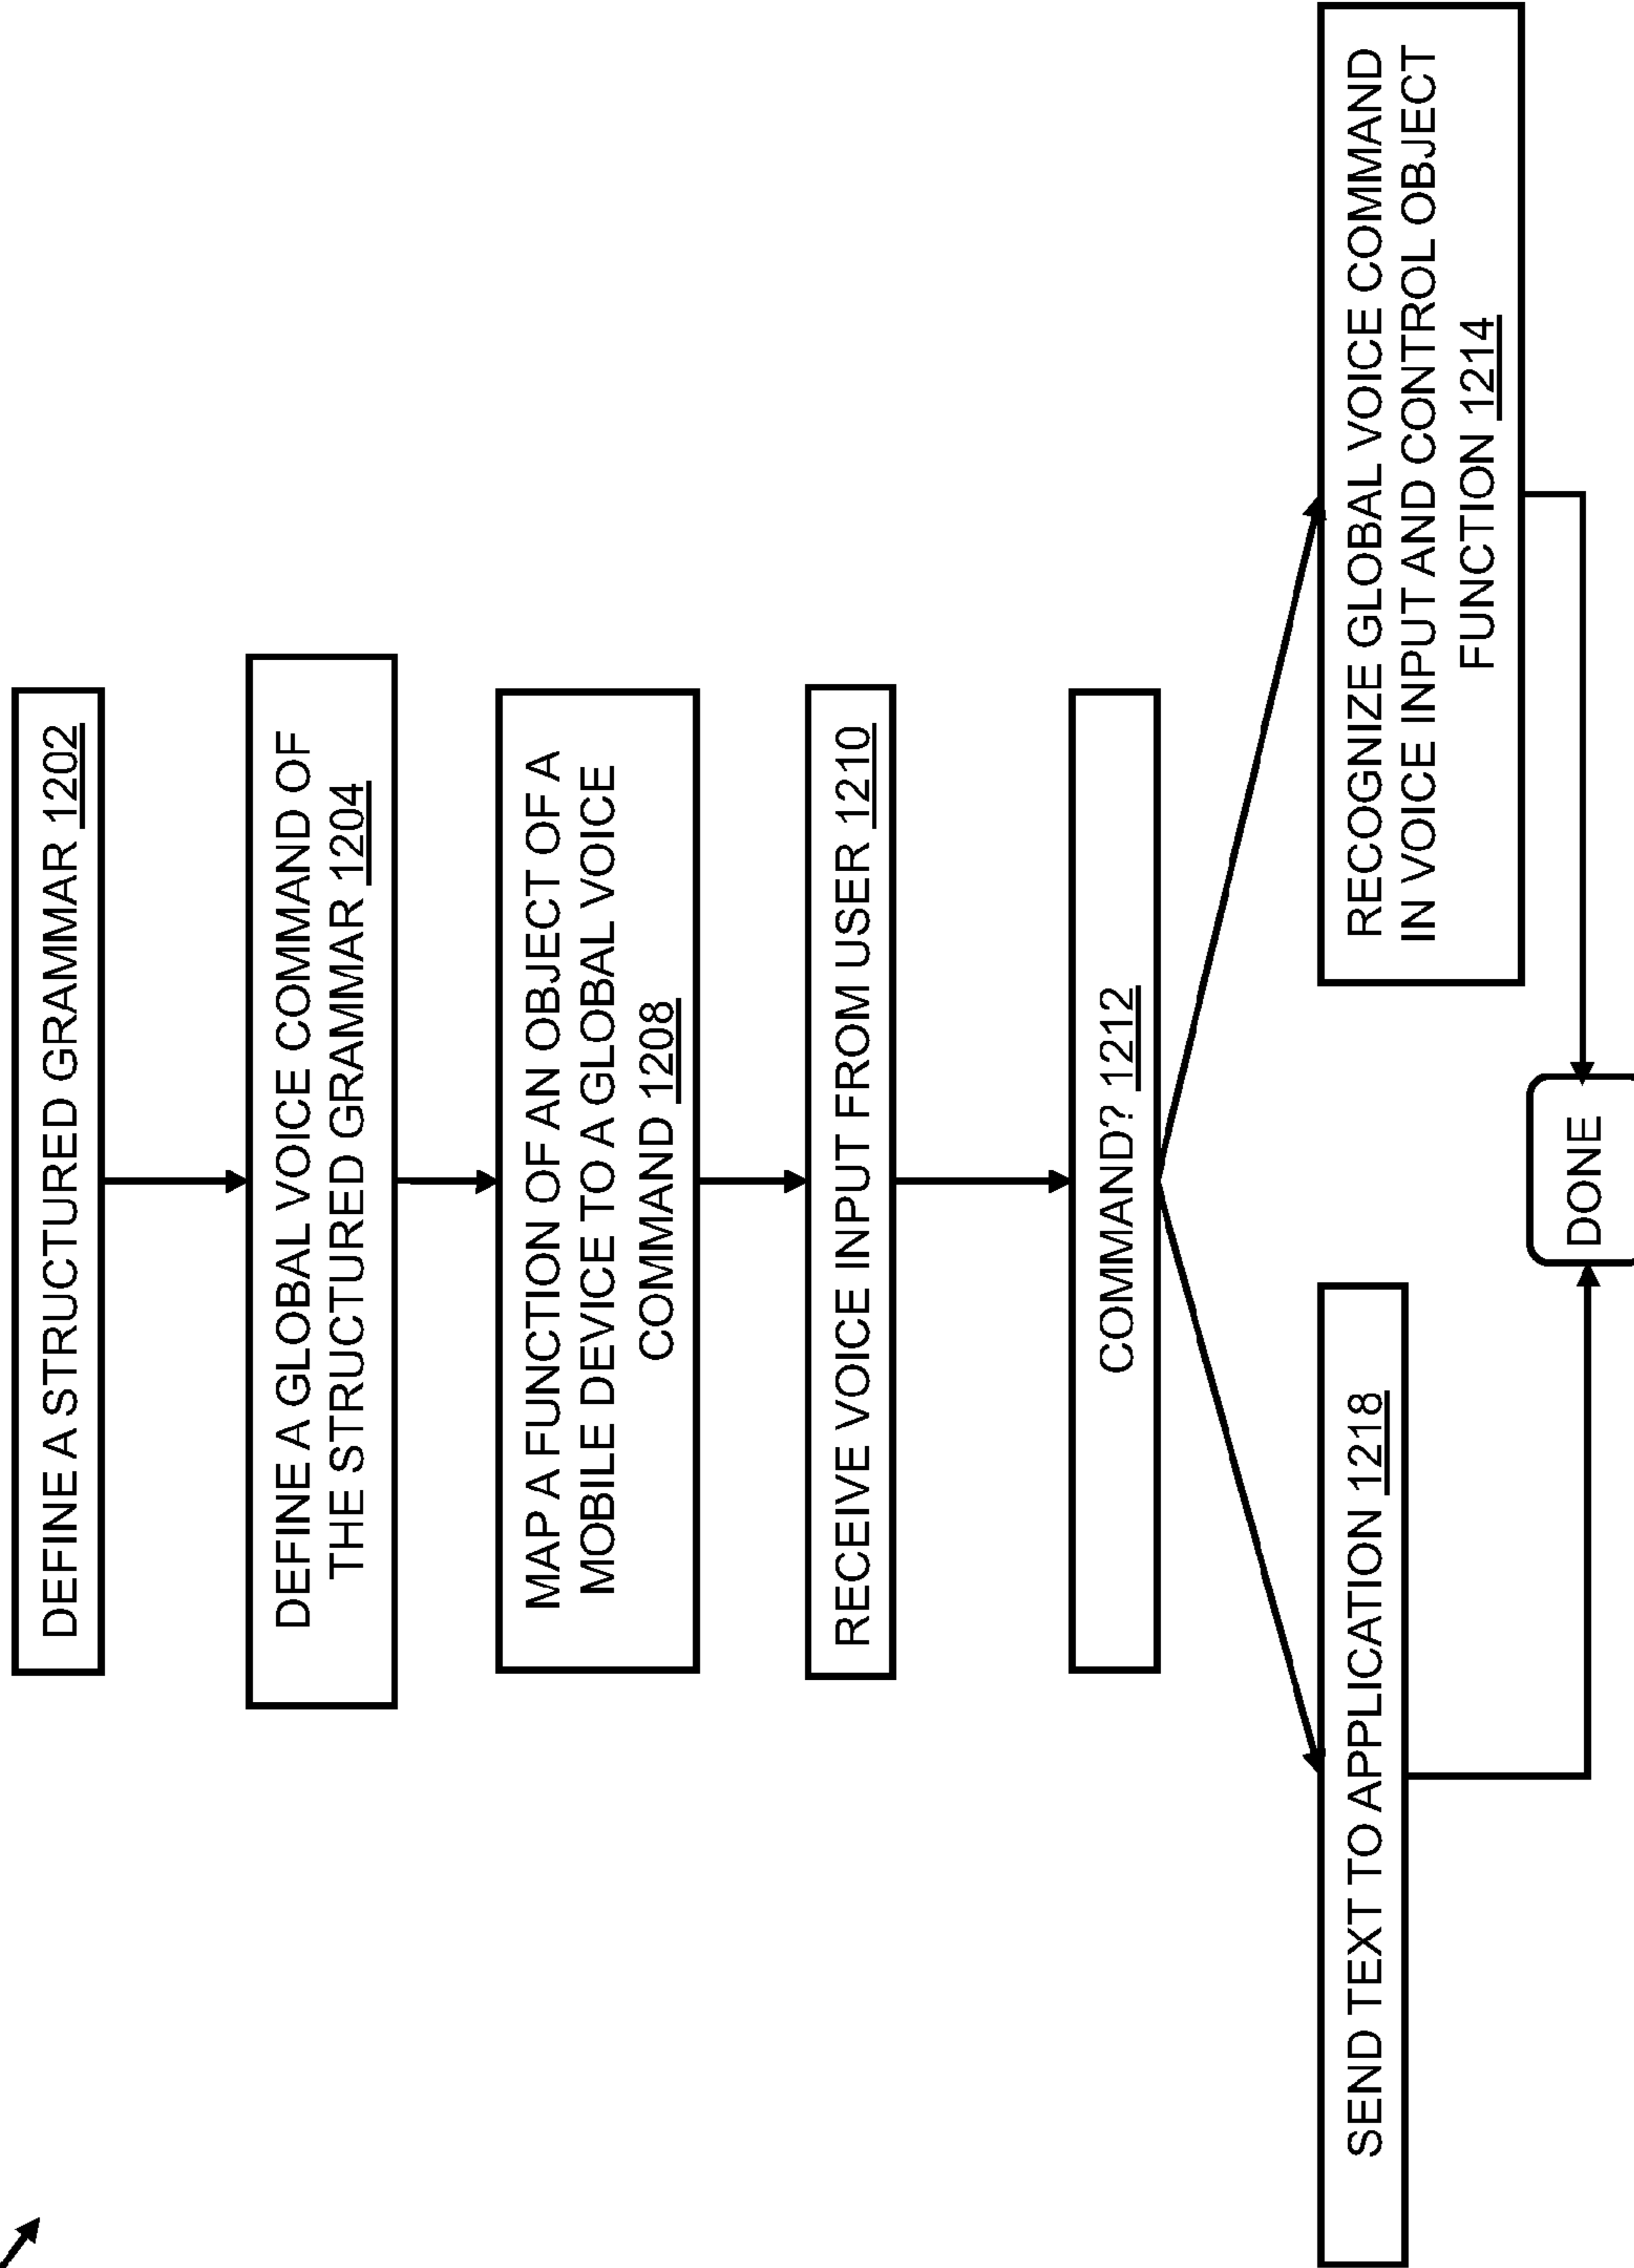 DEFINE A STRUCTURED GRAMMAR 1202
DEFINE A GLOBAL VOICE COMMAND OF
THE STRUCTURED GRAMMAR 1204
MAP A FUNCTION OF AN OBJECT OF A
MOBILE DEVICE TO A GLOBAL VOICE
COMMAND 1208
RECEIVE VOICE INPUT FROM USER 1210
COMMAND? 1212
SEND TEXT TO APPLICATION 1218
RECOGNIZE GLOBAL VOICE COMMAND
IN VOICE INPUT AND CONTROL OBJECT
FUNCTION 1214
DONE